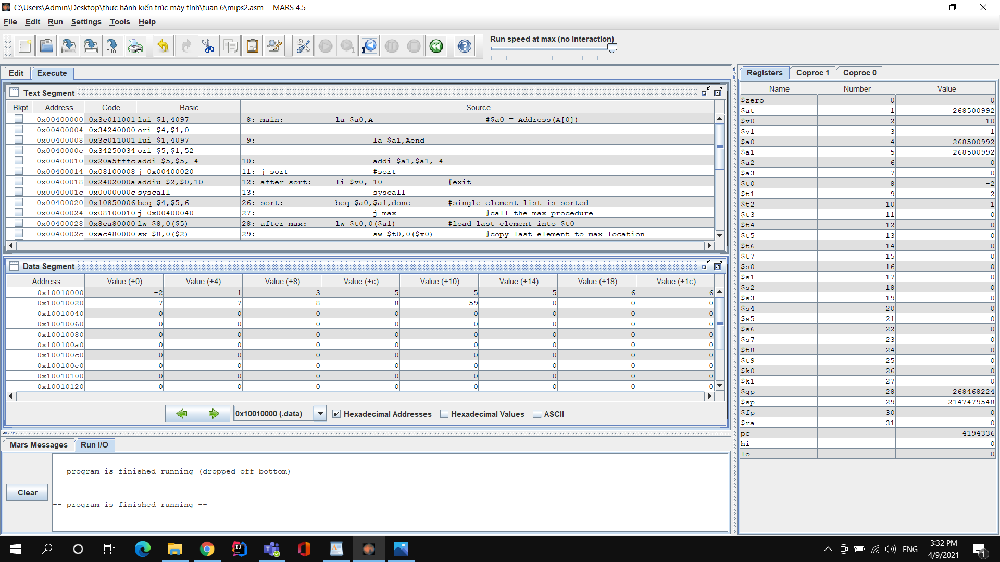 C:\Users\Admin\Desktop\thực hành kiến trúc máy tính\tuan 6\mips2.asm - MARS 4.5
File Edit Run Settings Tools Help
Run speed at max (no interaction)
Edit Execute
Text Segment
Bkpt Address Code Basic Source
0x00400000 0x3c011001 lui $1,4097 8: main: la $a0,A #$a0 = Address(A[0])
0x00400004 0x34240000 ori $4,$1,0
0x00400008 0x3c011001 lui $1,4097 9: la $a1,Aend
0x0040000c 0x34250034 ori $5,$1,52
0x00400010 0x20a5fffc addi $5,$5,-4 10: addi $a1,$a1,-4
0x00400014 0x08100008 j 0x00400020 11: j sort #sort
0x00400018 0x2402000a addiu $2,$0,10 12: after sort: li $v0, 10 #exit
0x0040001c 0x0000000c syscall 13: syscall
0x00400020 0x10850006 beq $4,$5,6 26: sort: beq $a0,$a1,done #single element list is sorted
0x00400024 0x08100010 j 0x00400040 27: j max #call the max procedure
0x00400028 0x8ca80000 lw $8,0($5) 28: after max: lw $t0,0($a1) #load last element into $t0
0x0040002c 0xac480000 sw $8,0($2) 29: sw $t0,0($v0) #copy last element to max location
Data Segment
Address Value (+0) Value (+4) Value (+8) Value (+c) Value (+10) Value (+14) Value (+18) Value (+1c)
0x10010000 -2 1 3 5 5 5 6 6
0x10010020 7 7 8 8 59 0 0 0
0x10010040 0 0 0 0 0 0 0 0
0x10010060 0 0 0 0 0 0 0 0
0x10010080 0 0 0 0 0 0 0 0
0x100100a0 0 0 0 0 0 0 0 0
0x100100c0 0 0 0 0 0 0 0 0
0x100100e0 0 0 0 0 0 0 0 0
0x10010100 0 0 0 0 0 0 0 0
0x10010120 0 0 0 0 0 0 0 0
0x10010000 (.data) Hexadecimal Addresses Hexadecimal Values ASCII
Mars Messages Run I/O
-- program is finished running (dropped off bottom) --
Clear
-- program is finished running --
Registers Coproc 1 Coproc 0
Name Number Value
$zero 0 0
$at 1 268500992
$v0 2 10
$v1 3 1
$a0 4 268500992
$a1 5 268500992
$a2 6 0
$a3 7 0
$t0 8 -2
$t1 9 -2
$t2 10 1
$t3 11 0
$t4 12 0
$t5 13 0
$t6 14 0
$t7 15 0
$s0 16 0
$s1 17 0
$s2 18 0
$s3 19 0
$s4 20 0
$s5 21 0
$s6 22 0
$s7 23 0
$t8 24 0
$t9 25 0
$k0 26 0
$k1 27 0
$gp 28 268468224
$sp 29 2147479548
$fp 30 0
$ra 31 0
pc 4194336
hi 0
lo 0
ENG
3:32 PM
4/9/2021
1